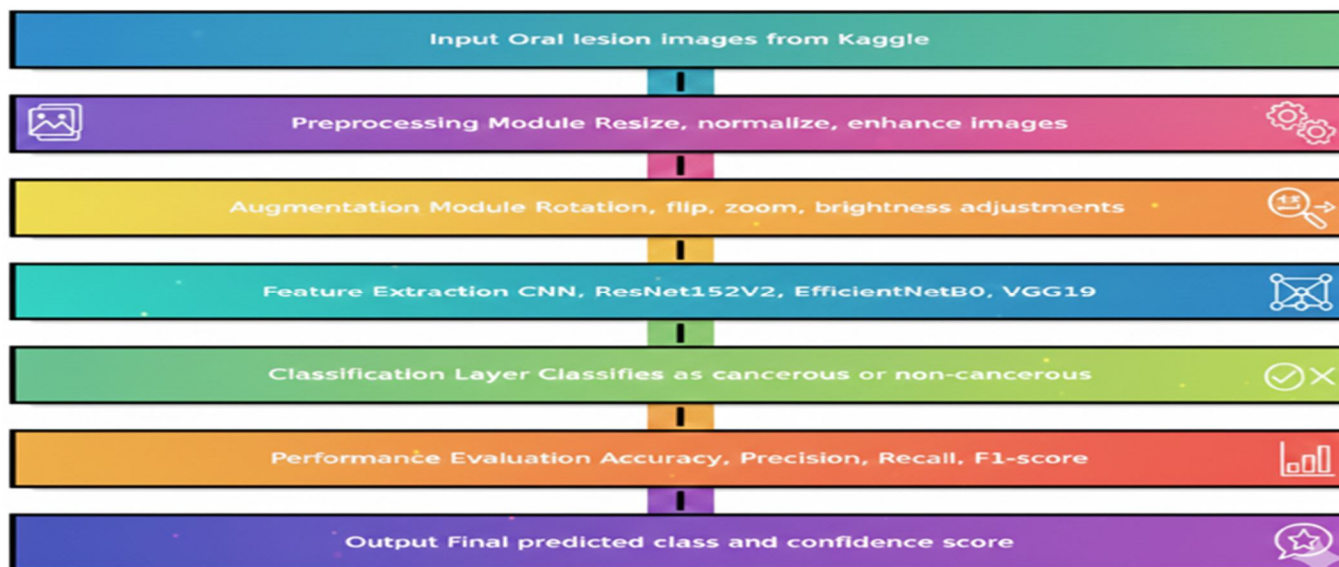 Input Oral lesion images from Kaggle
Preprocessing Module Resize, normalize, enhance images
Augmentation Module Rotation, flip, zoom, brightness adjustments
Feature Extraction CNN, ResNet152V2, EfficientNetB0, VGG19
Classification Layer Classifies as cancerous or non-cancerous
Performance Evaluation Accuracy, Precision, Recall, F1-score
Output Final predicted class and confidence score